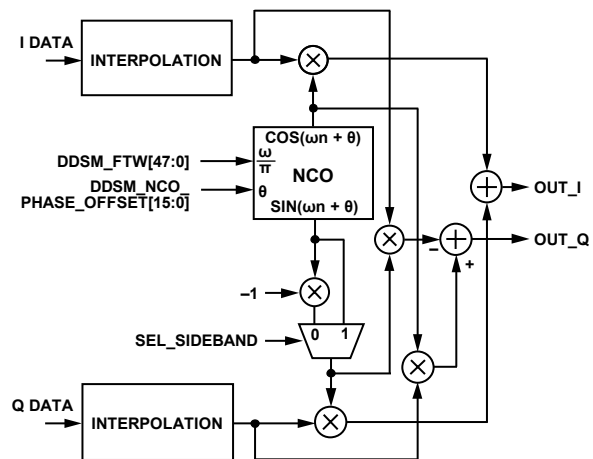 I DATA
INTERPOLATION
COS(ωn + θ)
DDSM_FTW[47:0]
ω
π
NCO
DDSM_NCO_
PHASE_OFFSET[15:0]
θ
SIN(ωn + θ)
OUT_I
OUT_Q
–
+
–1
0 1
SEL_SIDEBAND
Q DATA
INTERPOLATION